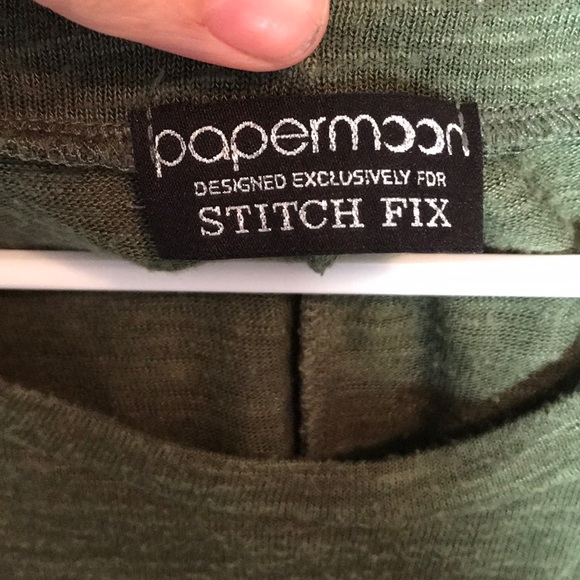 papermoon
DESIGNED EXCLUSIVELY FOR
STITCH FIX